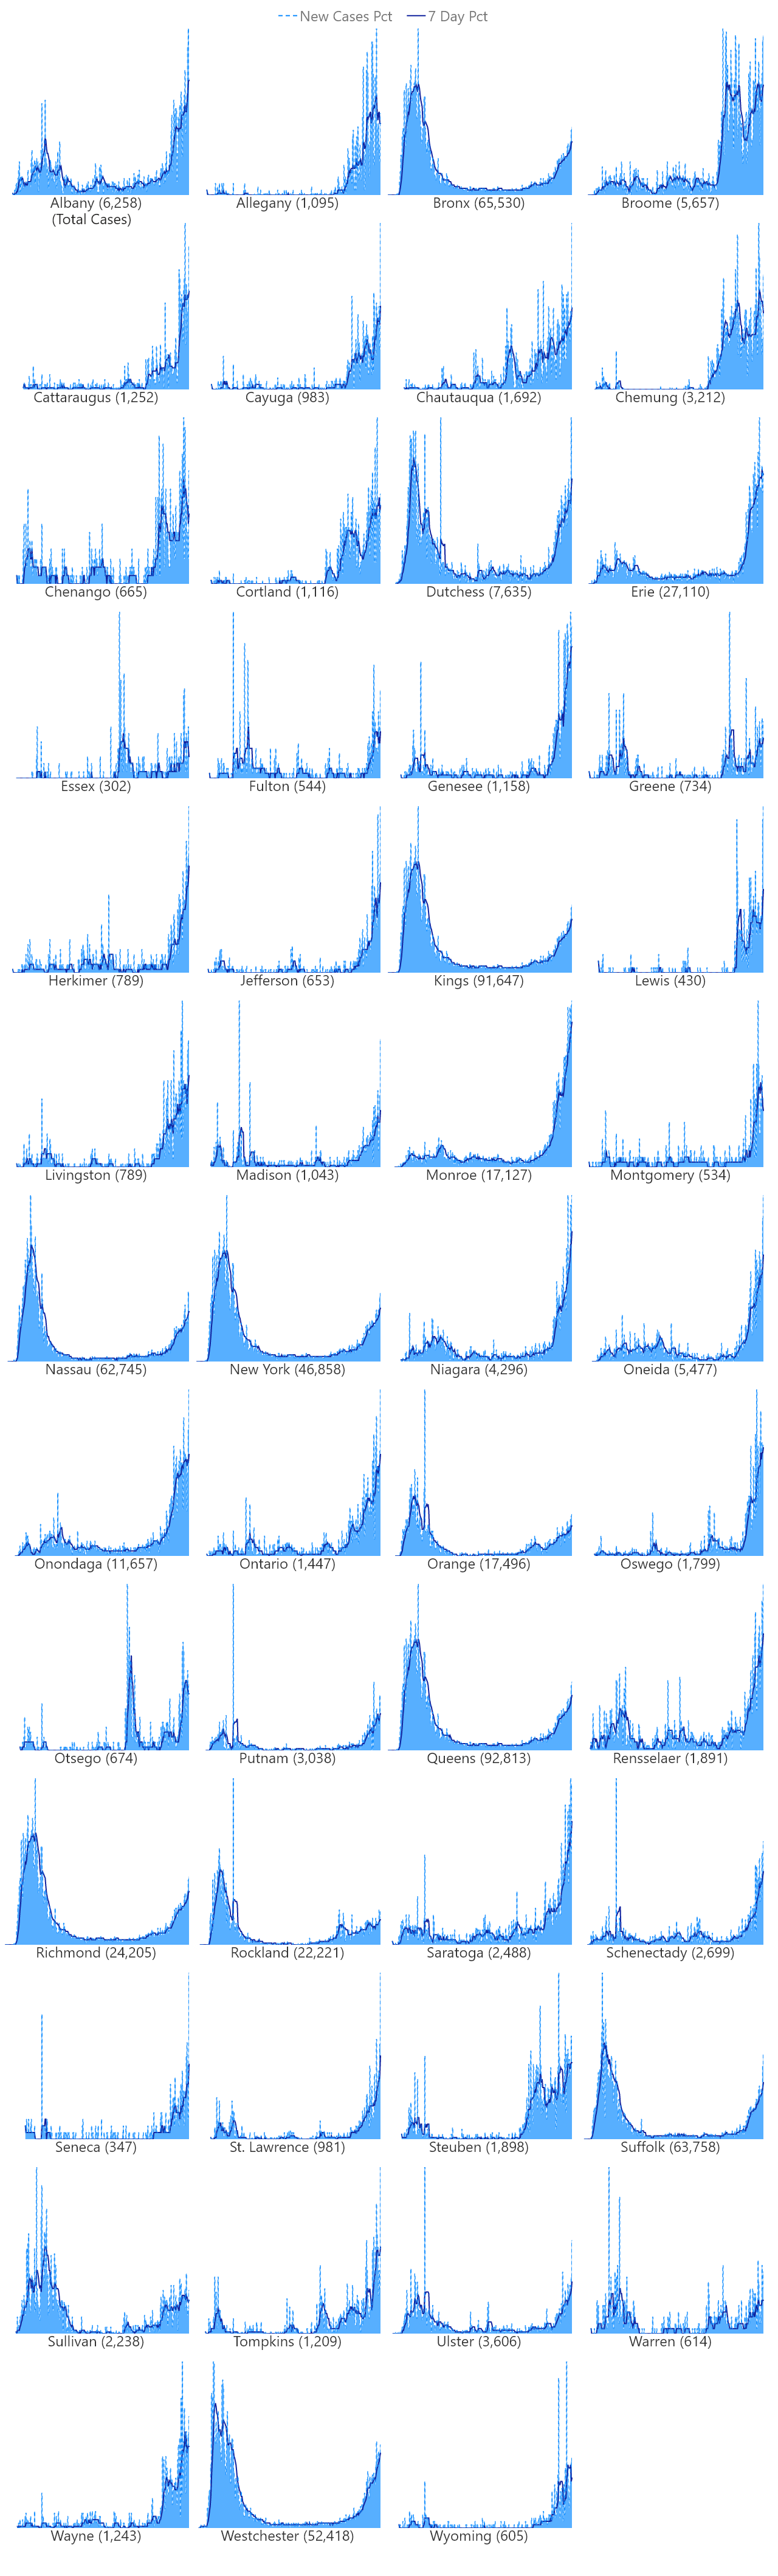 New Cases Pct 7 Day Pct
Albany (6,258) Allegany (1,095) Bronx (65,530) Broome (5,657)
(Total Cases)
Cattaraugus (1,252) Cayuga (983) Chautauqua (1,692) Chemung (3,212)
Chenango (665) Cortland (1,116) Dutchess (7,635) Erie (27,110)
Essex (302) Fulton (544) Genesee (1,158) Greene (734)
Herkimer (789) Jefferson (653) Kings (91,647) Lewis (430)
Livingston (789) Madison (1,043) Monroe (17,127) Montgomery (534)
Nassau (62,745) New York (46,858) Niagara (4,296) Oneida (5,477)
Onondaga (11,657) Ontario (1,447) Orange (17,496) Oswego (1,799)
Otsego (674) Putnam (3,038) Queens (92,813) Rensselaer (1,891)
Richmond (24,205) Rockland (22,221) Saratoga (2,488) Schenectady (2,699)
Seneca (347) St. Lawrence (981) Steuben (1,898) Suffolk (63,758)
Sullivan (2,238) Tompkins (1,209) Ulster (3,606) Warren (614)
Wayne (1,243) Westchester (52,418) Wyoming (605)